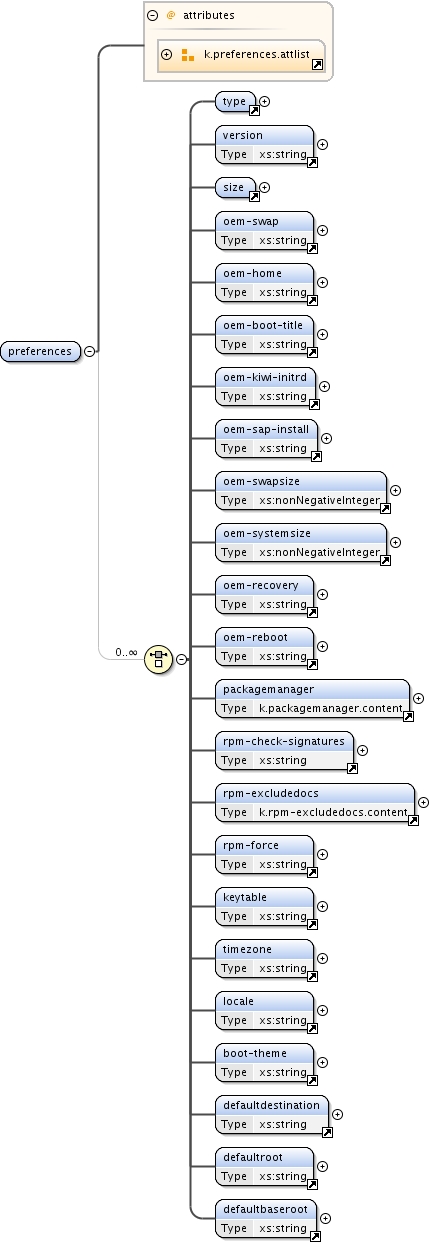 @ attributes
k.preferences.attlist
type
version
Type xs:string
size
oem-swap
Type xs:string
oem-home
Type xs:string
oem-boot-title
Type xs:string
preferences
oem-kiwi-initrd
Type xs:string
oem-sap-install
Type xs:string
oem-swapsize
Type xs:nonNegativeInteger
oem-systemsize
Type xs:nonNegativeInteger
oem-recovery
Type xs:string
oem-reboot
Type xs:string
0..∞
packagemanager
Type k.packagemanager.content
rpm-check-signatures
Type xs:string
rpm-excludedocs
Type k.rpm-excludedocs.content
rpm-force
Type xs:string
keytable
Type xs:string
timezone
Type xs:string
locale
Type xs:string
boot-theme
Type xs:string
defaultdestination
Type xs:string
defaultroot
Type xs:string
defaultbaseroot
Type xs:string